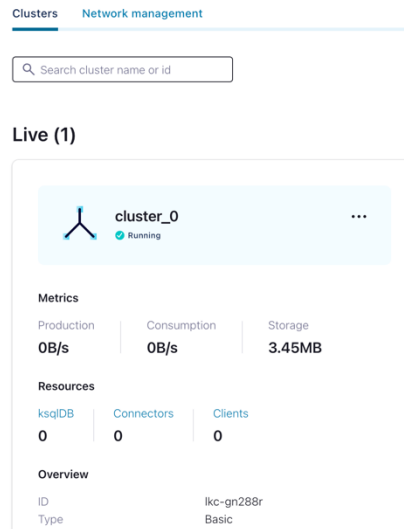 Clusters Network management
Search cluster name or id
Live (1)
cluster_0
Running
Metrics
Production Consumption Storage
0B/s 0B/s 3.45MB
Resources
ksqlDB Connectors Clients
0 0 0
Overview
ID lkc-gn288r
Type Basic